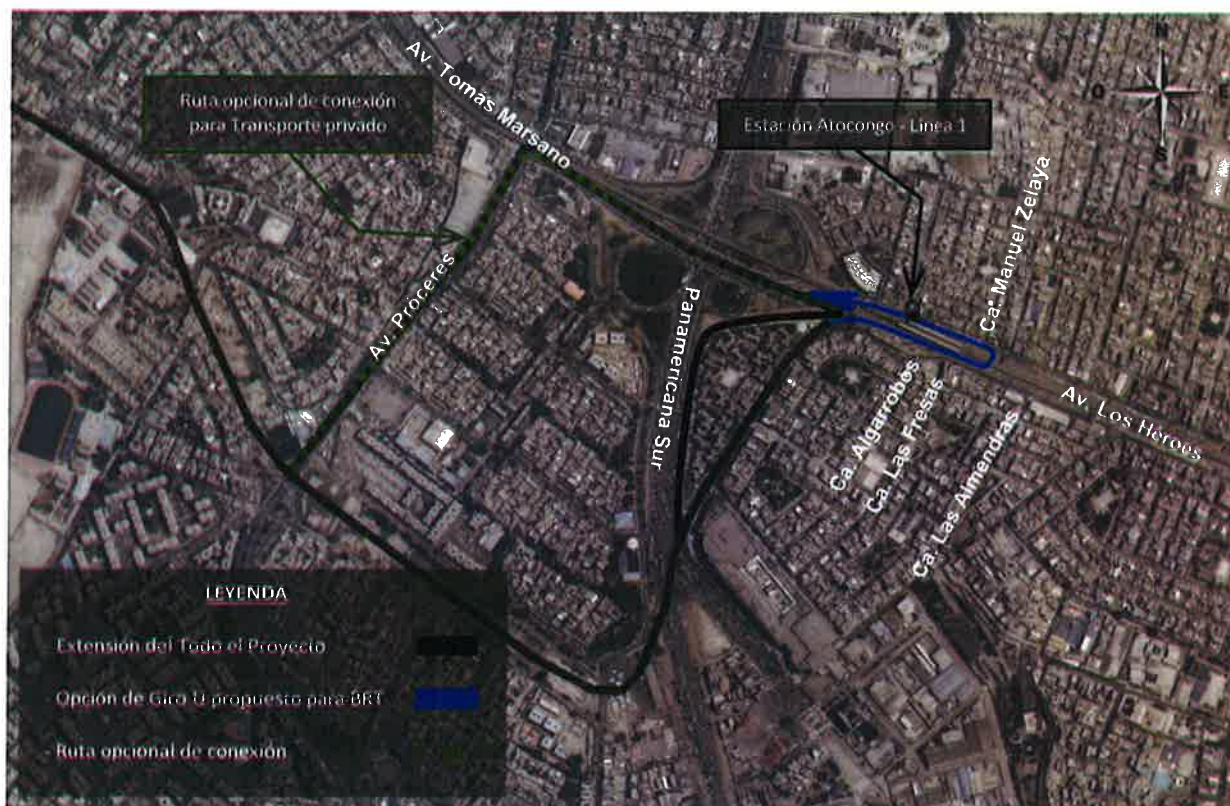 N
Av. Tomás Marsano
Ruta opcional de conexión
para Transporte privado
Estación Atocongo - Linea 1
O
S
Ca. Manuel Zelaya
Av. Próceres
Panamericana Sur
Av. Los Héroes
Ca. Algarrobos
Ca. Las Fresas
Ca. Las Almendras
LEYENDA
Extensión del Todo el Proyecto
Opción de Giro U propuesto para BRT
Ruta opcional de conexión